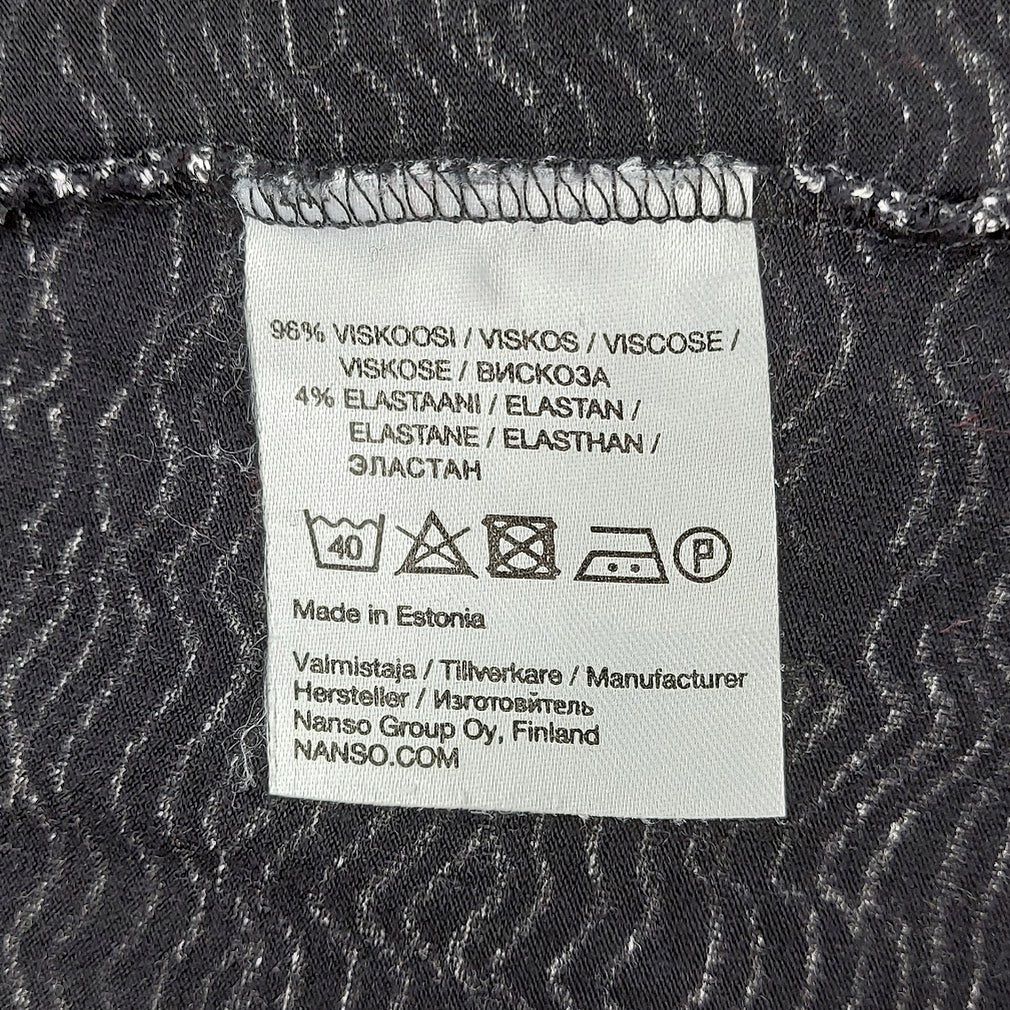 96% VISKOOSI / VISKOS / VISCOSE /
VISKOSE / ВИСКОЗА
4% ELASTAANI / ELASTAN /
ELASTANE / ELASTHAN /
ЭЛАСТАН
40 P
Made in Estonia
Valmistaja / Tillverkare / Manufacturer
Hersteller / Изготовитель
Nanso Group Oy, Finland
NANSO.COM